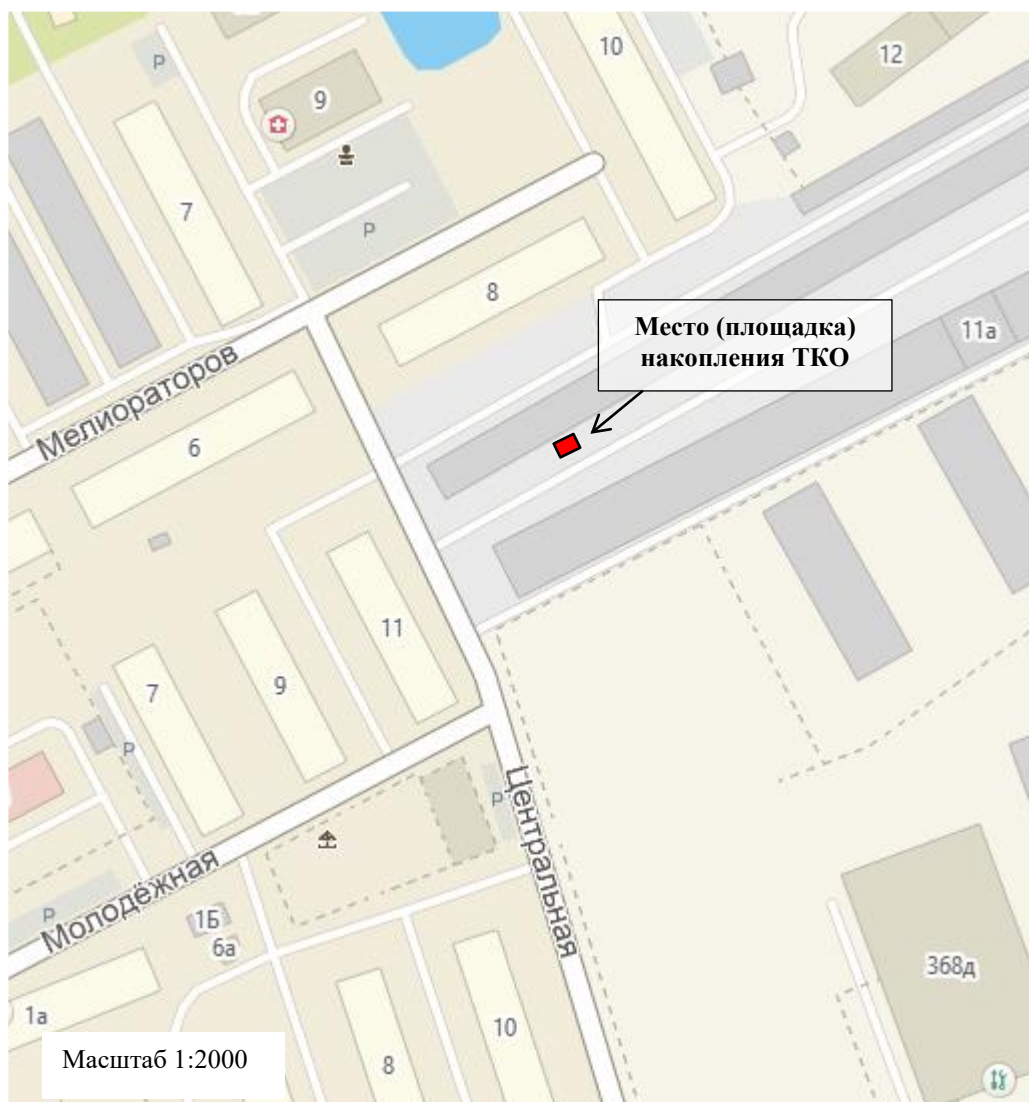 10
12
P
9
7
P
8
Место (площадка)
накопления ТКО
11а
Мелиораторов
6
11
9
7
P
P
Центральная
Молодёжная
P
1Б
6а
368д
1а
10
8
Масштаб 1:2000